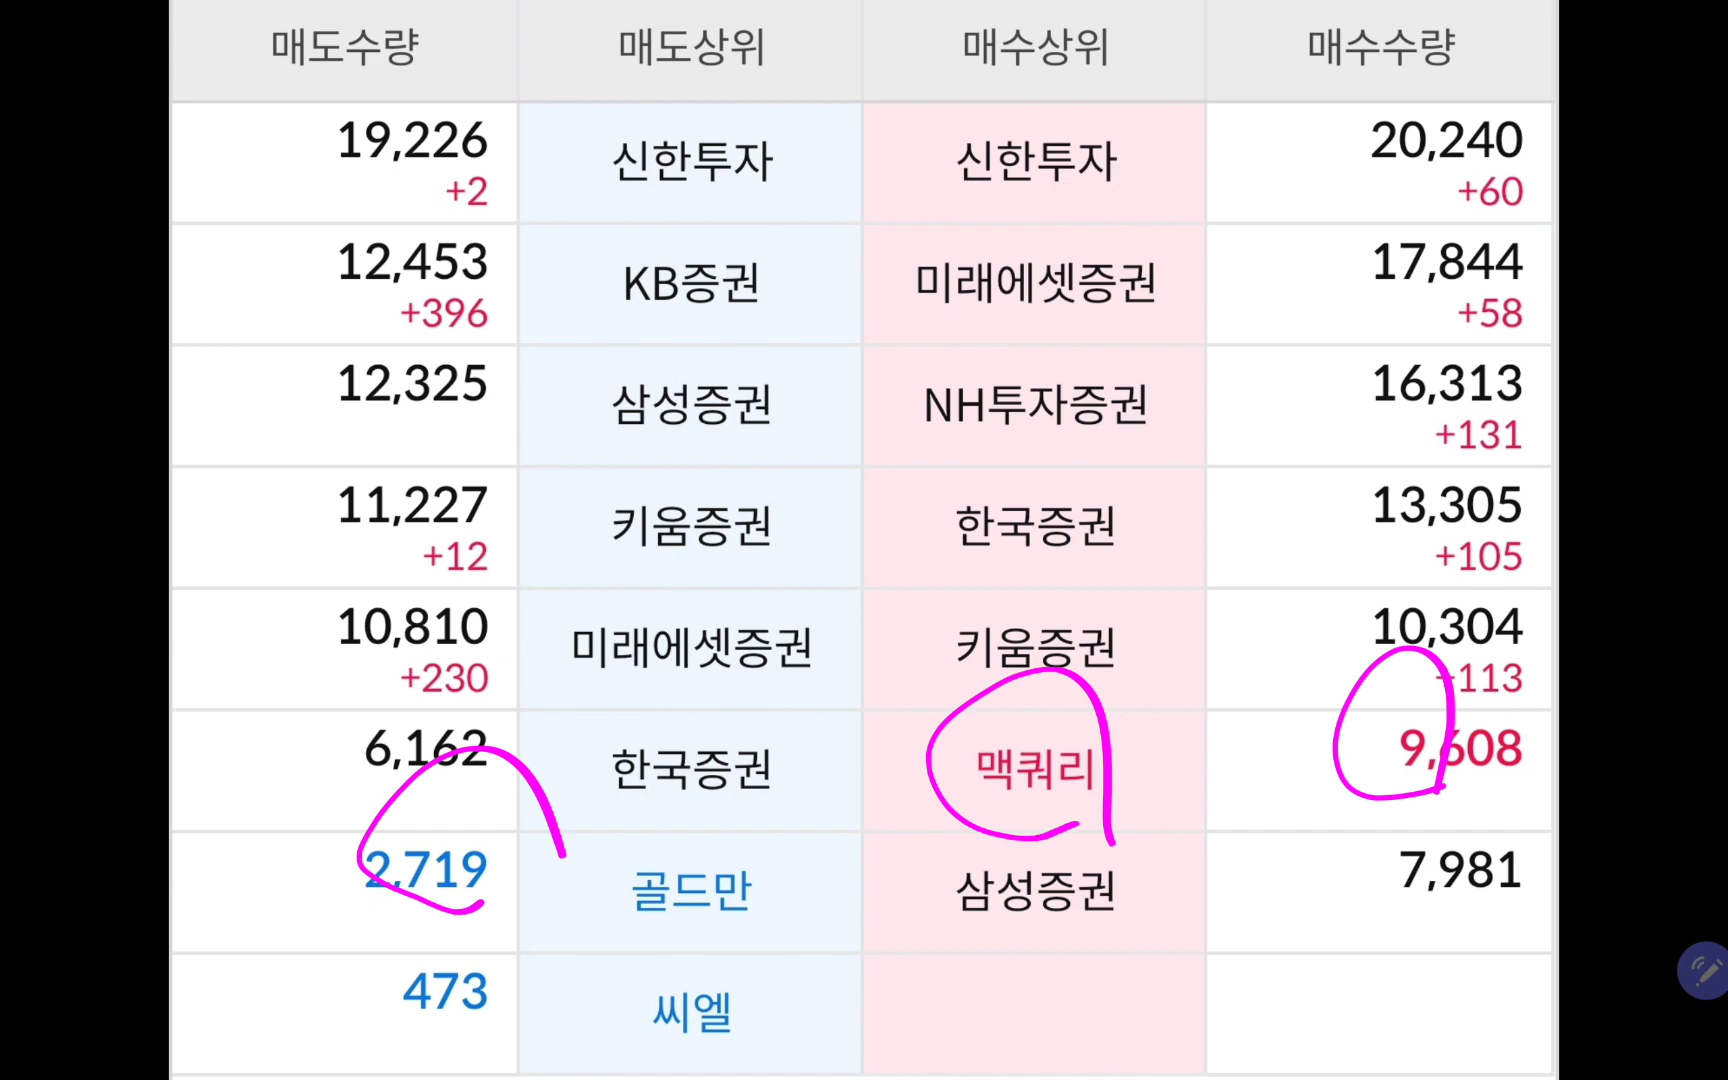 매도수량 매도상위 매수상위 매수수량
19,226 신한투자 신한투자 20,240
+2 +60
12,453 KB증권 미래에셋증권 17,844
+396 +58
12,325 삼성증권 NH투자증권 16,313
+131
11,227 키움증권 한국증권 13,305
+12 +105
10,810 미래에셋증권 키움증권 10,304
+230 +113
6,162 한국증권 맥쿼리 9,608
2,719 골드만 삼성증권 7,981
473 씨엘